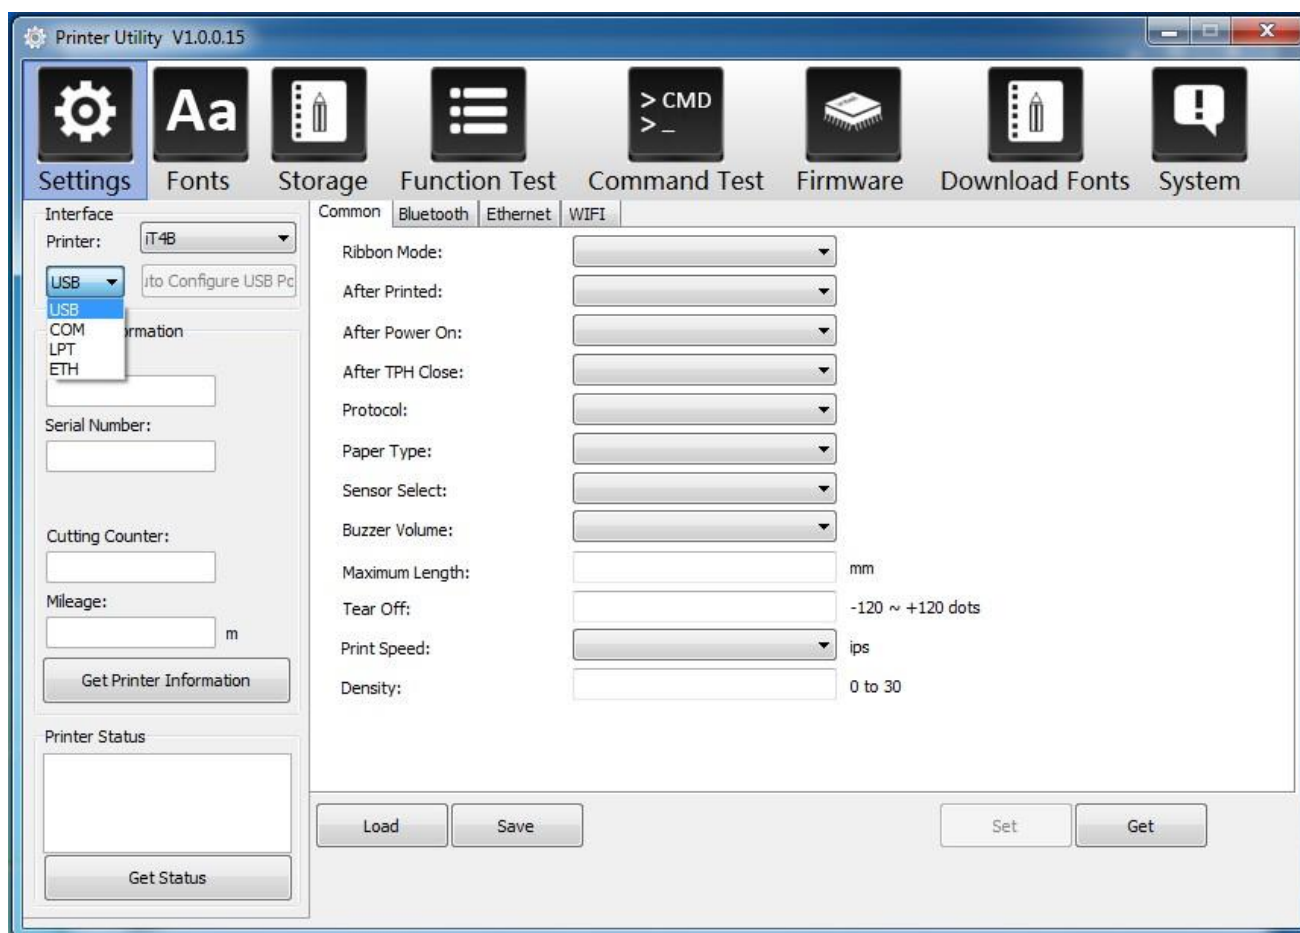 Printer Utility V1.0.0.15
> CMD
> _
Aa
Settings Fonts Storage Function Test Command Test Firmware Download Fonts System
Interface
Printer: iT4B
USB
USB
COM
LPT
ETH
Configure USB
Serial Number:
Cutting Counter:
Mileage:
m
Get Printer Information
Printer Status
Get Status
Common Bluetooth Ethernet WIFI
Ribbon Mode:
After Printed:
After Power On:
After TPH Close:
Protocol:
Paper Type:
Sensor Select:
Buzzer Volume:
Maximum Length: mm
Tear Off: -120 ~ +120 dots
Print Speed: ips
Density: 0 to 30
Load Save Set Get